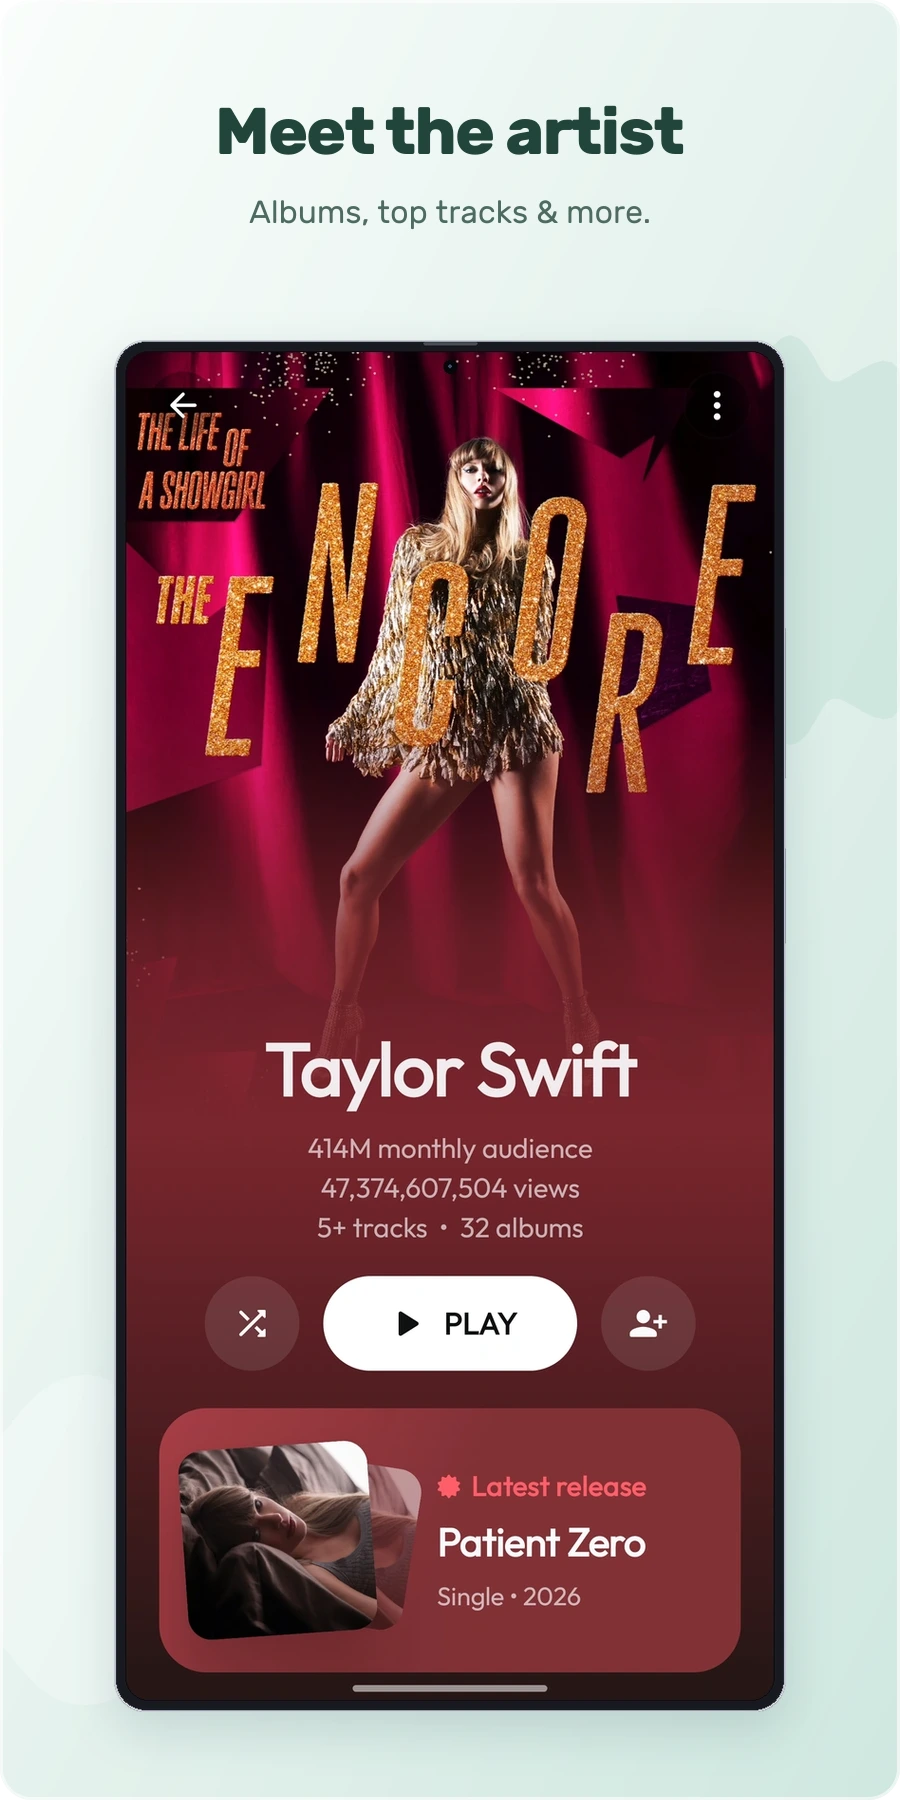 Meet the artist
Albums, top tracks & more.
THE LIFE OF
A SHOWGIRL
THE ENCORE
Taylor Swift
414M monthly audience
47,374,607,504 views
5+ tracks • 32 albums
PLAY
Latest release
Patient Zero
Single • 2026